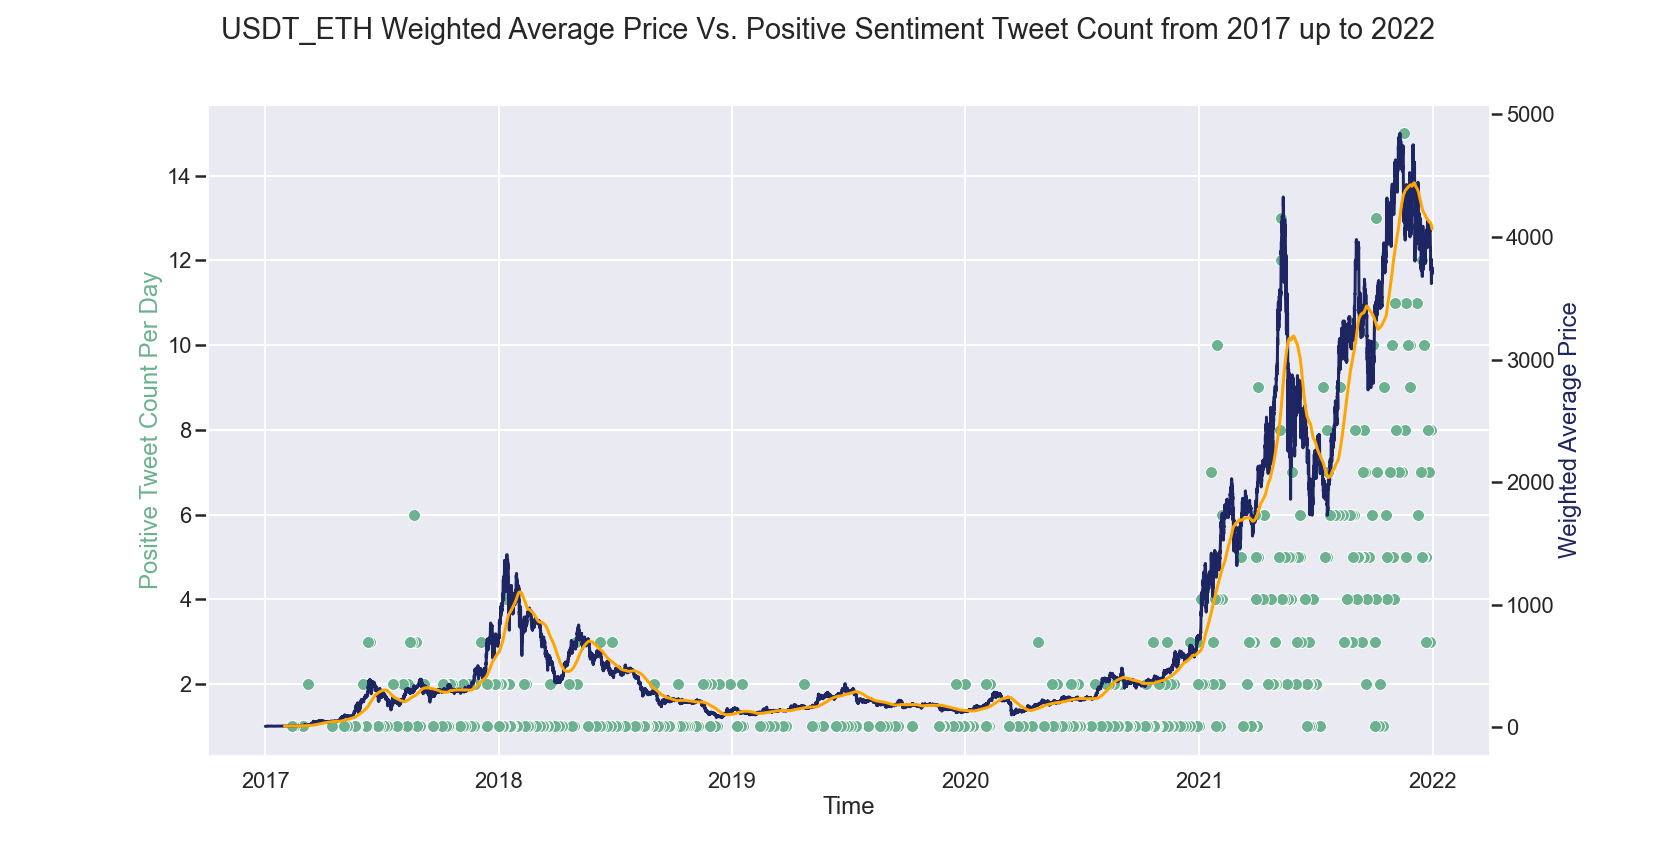 USDT_ETH Weighted Average Price Vs. Positive Sentiment Tweet Count from 2017 up to 2022
Positive Tweet Count Per Day
14
12
10
8
6
4
2
5000
4000
3000
2000
1000
0
Weighted Average Price
2017 2018 2019 2020 2021 2022
Time